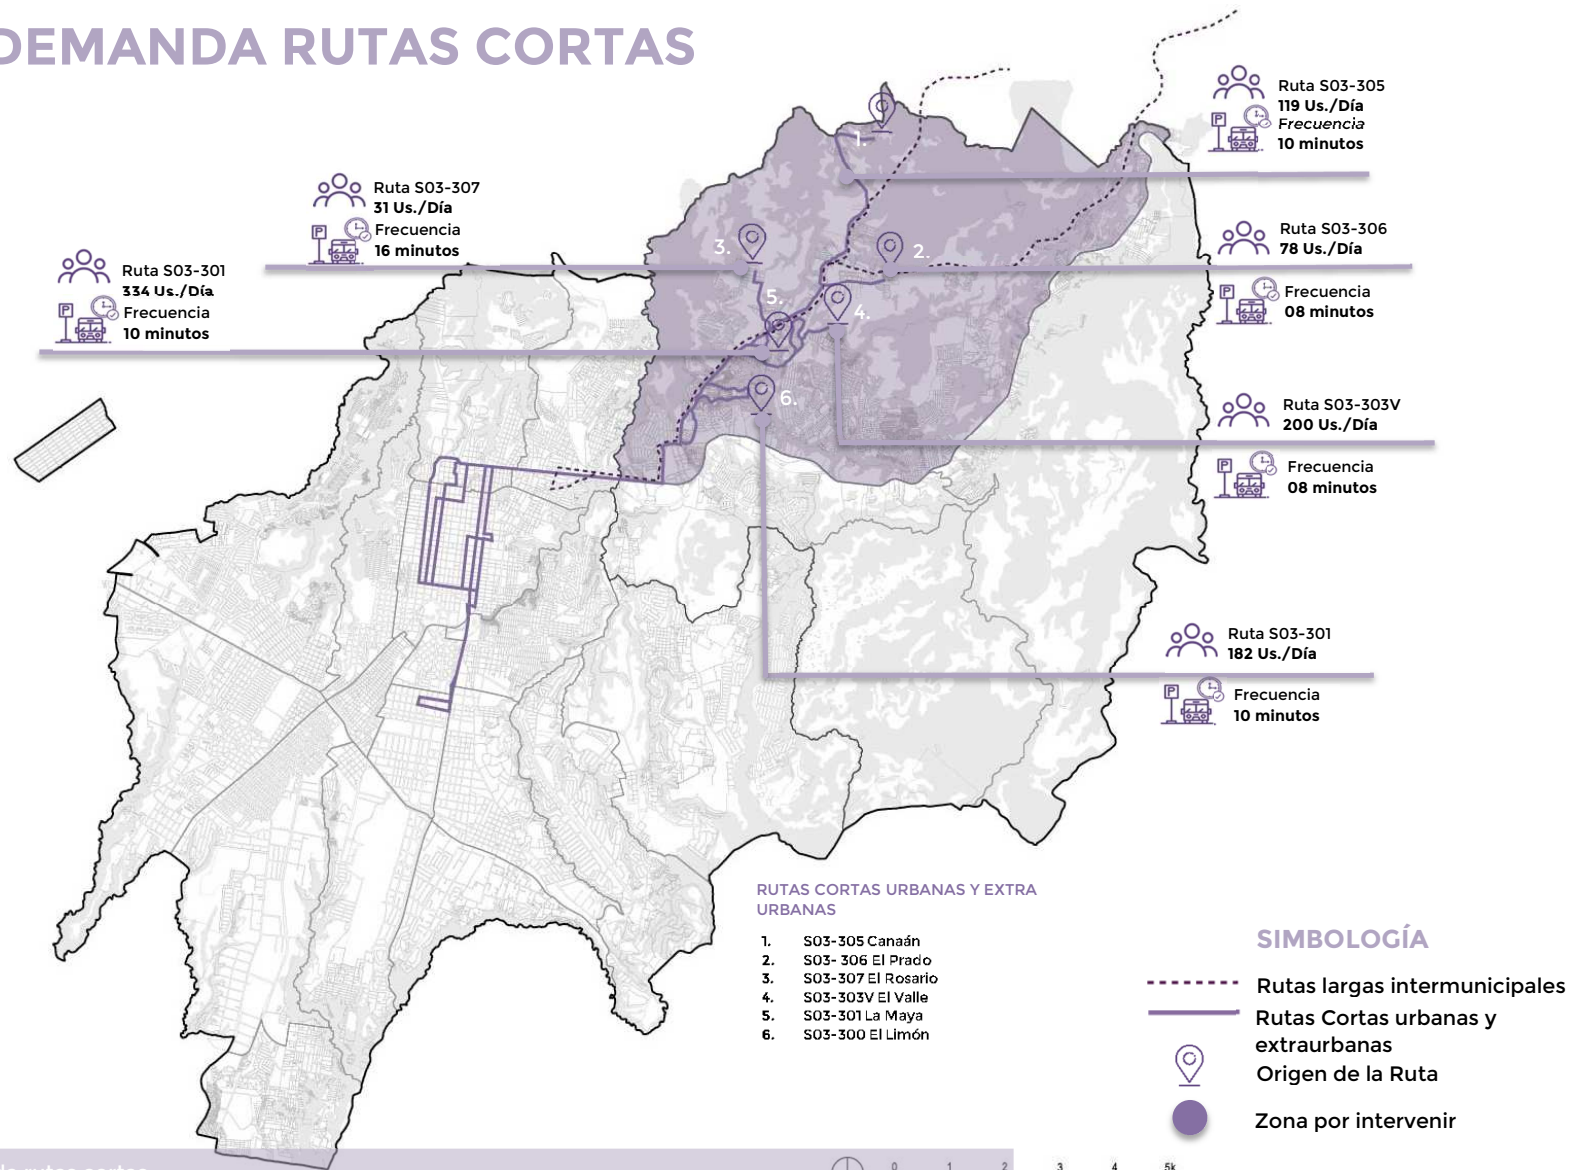 DEMANDA RUTAS CORTAS
Ruta S03-305
119 Us./Día
Frecuencia
10 minutos
Ruta S03-307
31 Us./Día
Frecuencia
16 minutos
Ruta S03-306
78 Us./Día
Frecuencia
08 minutos
Ruta S03-301
334 Us./Día
Frecuencia
10 minutos
1.
2.
3.
4.
5.
6.
Ruta S03-303V
200 Us./Día
Frecuencia
08 minutos
Ruta S03-301
182 Us./Día
Frecuencia
10 minutos
RUTAS CORTAS URBANAS Y EXTRA
URBANAS
1. S03-305 Canaán
2. S03- 306 El Prado
3. S03-307 El Rosario
4. S03-303V El Valle
5. S03-301 La Maya
6. S03-300 El Limón
SIMBOLOGÍA
Rutas largas intermunicipales
Rutas Cortas urbanas y
extraurbanas
Origen de la Ruta
Zona por intervenir
rutas cortas
0 1 2 3 4 5k